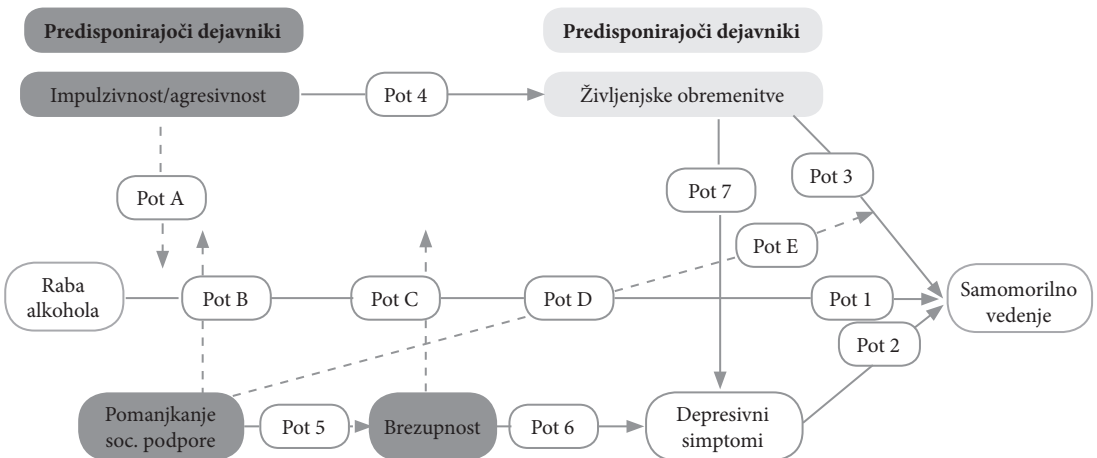 Predisponirajoči dejavniki
Predisponirajoči dejavniki
Impulzivnost/agresivnost
Pot 4
Življenjske obremenitve
Pot A
Pot 7
Pot 3
Pot E
Raba
alkohola
Pot B
Pot C
Pot D
Pot 1
Samomorilno
vedenje
Pot 2
Pomanjkanje
soc. podpore
Pot 5
Brezupnost
Pot 6
Depresivni
simptomi